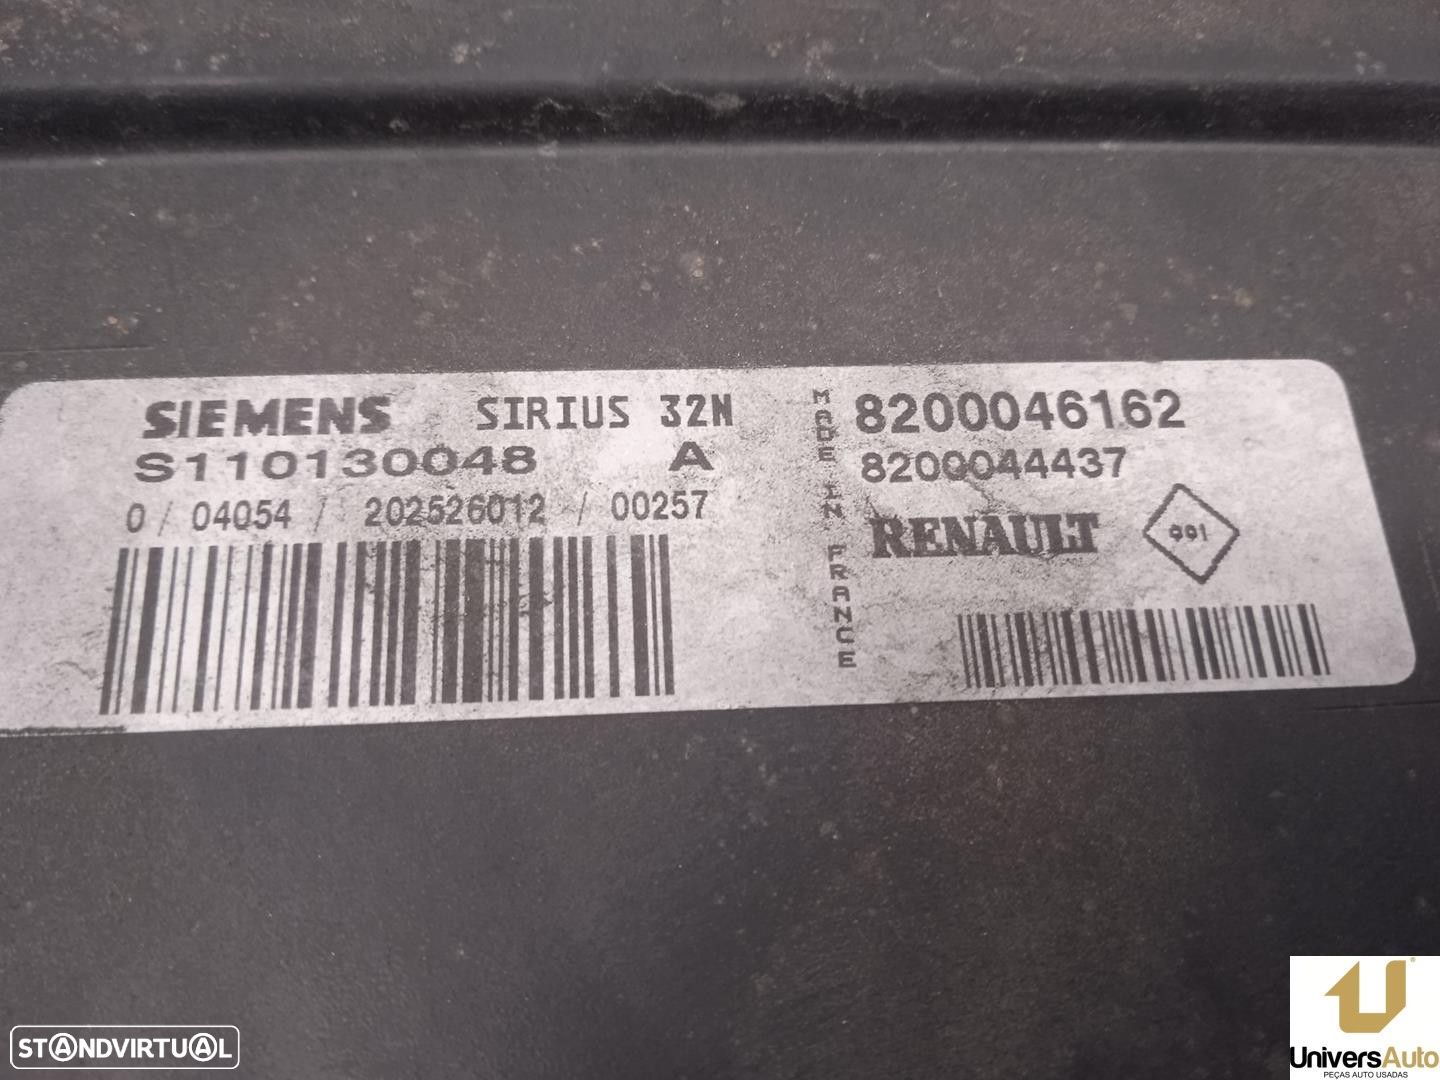 SIEMENS SIRIUS 32N
S110130048 A
0 / 04054 / 202526012 / 00257
MADE IN FRANCE
8200046162
8200044437
RENAULT 991
STANDVIRTUAL
UniversAuto
PEÇAS AUTO USADAS